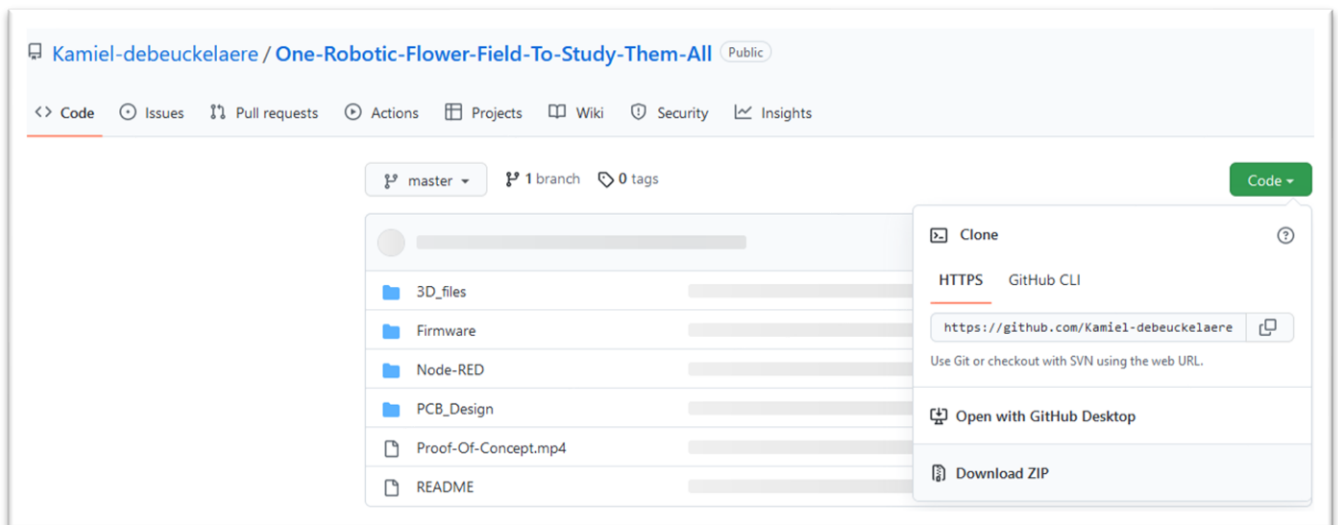 Kamiel-debeuckelaere / One-Robotic-Flower-Field-To-Study-Them-All Public
Code Issues Pull requests Actions Projects Wiki Security Insights
master 1 branch 0 tags Code
Clone
HTTPS GitHub CLI
https://github.com/Kamiel-debeuckelaere
Use Git or checkout with SVN using the web URL.
Open with GitHub Desktop
Download ZIP
3D_files
Firmware
Node-RED
PCB_Design
Proof-Of-Concept.mp4
README